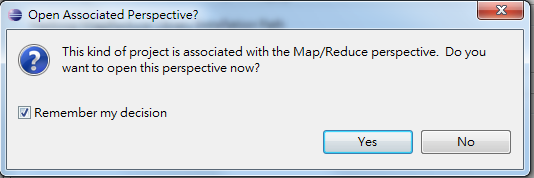 Open Associated Perspective?
This kind of project is associated with the Map/Reduce perspective.  Do you
want to open this perspective now?
Remember my decision
Yes
No